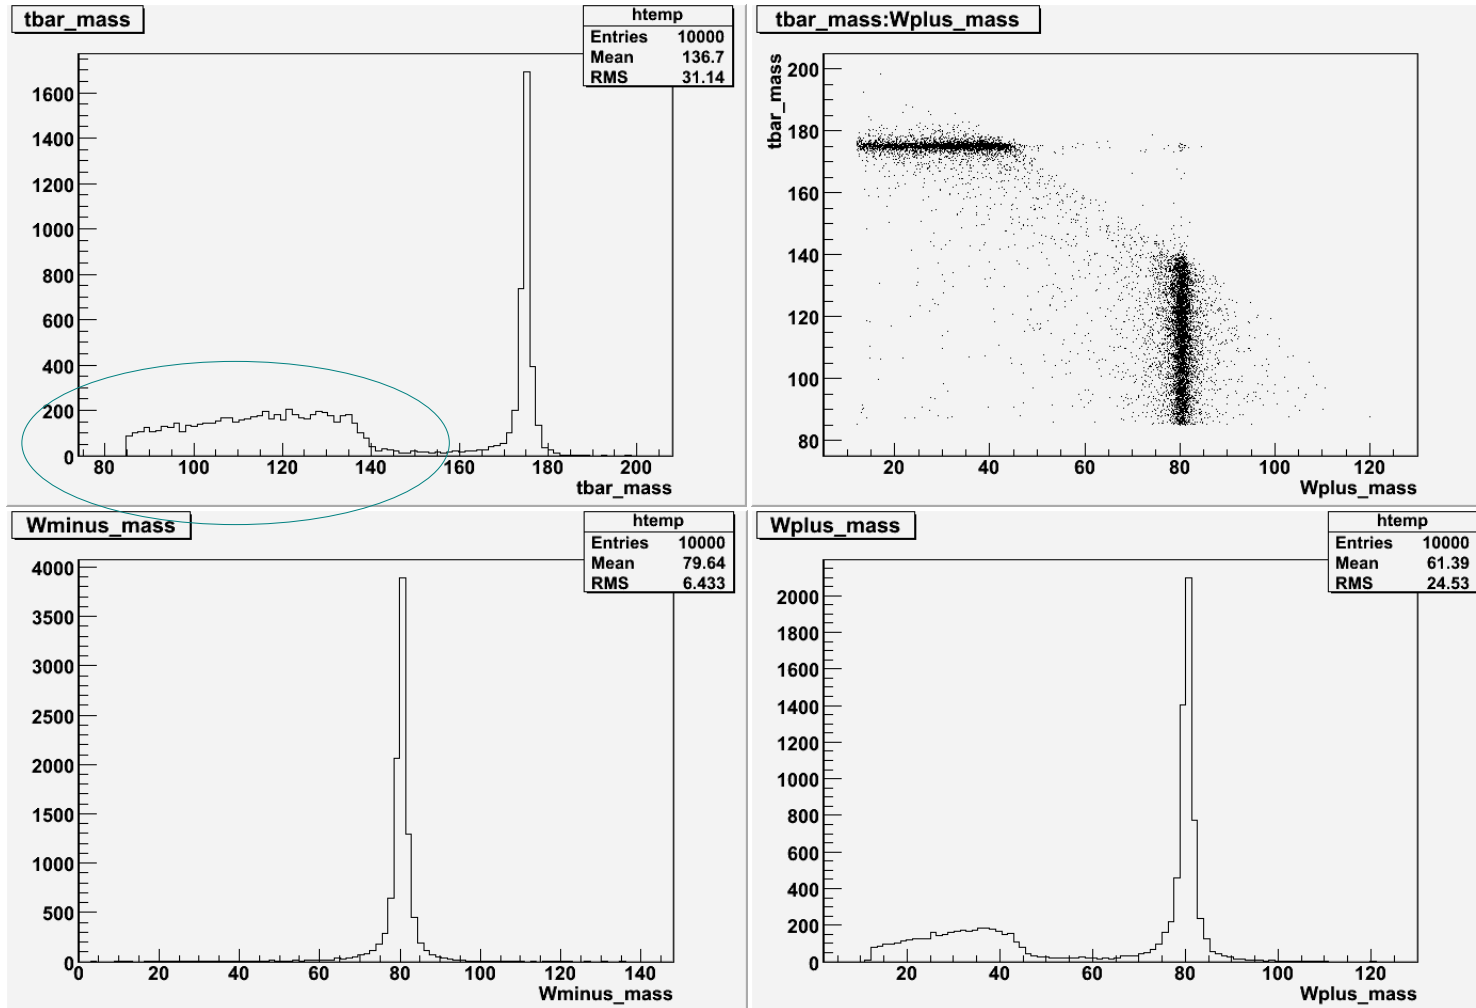 tbar_mass
htemp
Entries 10000
Mean 136.7
RMS 31.14
1600
1400
1200
1000
800
600
400
200
0
80 100 120 140 160 180 200
tbar_mass
tbar_mass:Wplus_mass
tbar_mass
200
180
160
140
120
100
80
20 40 60 80 100 120
Wplus_mass
Wminus_mass
htemp
Entries 10000
Mean 79.64
RMS 6.433
4000
3500
3000
2500
2000
1500
1000
500
0
0 20 40 60 80 100 120 140
Wminus_mass
Wplus_mass
htemp
Entries 10000
Mean 61.39
RMS 24.53
2000
1800
1600
1400
1200
1000
800
600
400
200
0
20 40 60 80 100 120
Wplus_mass